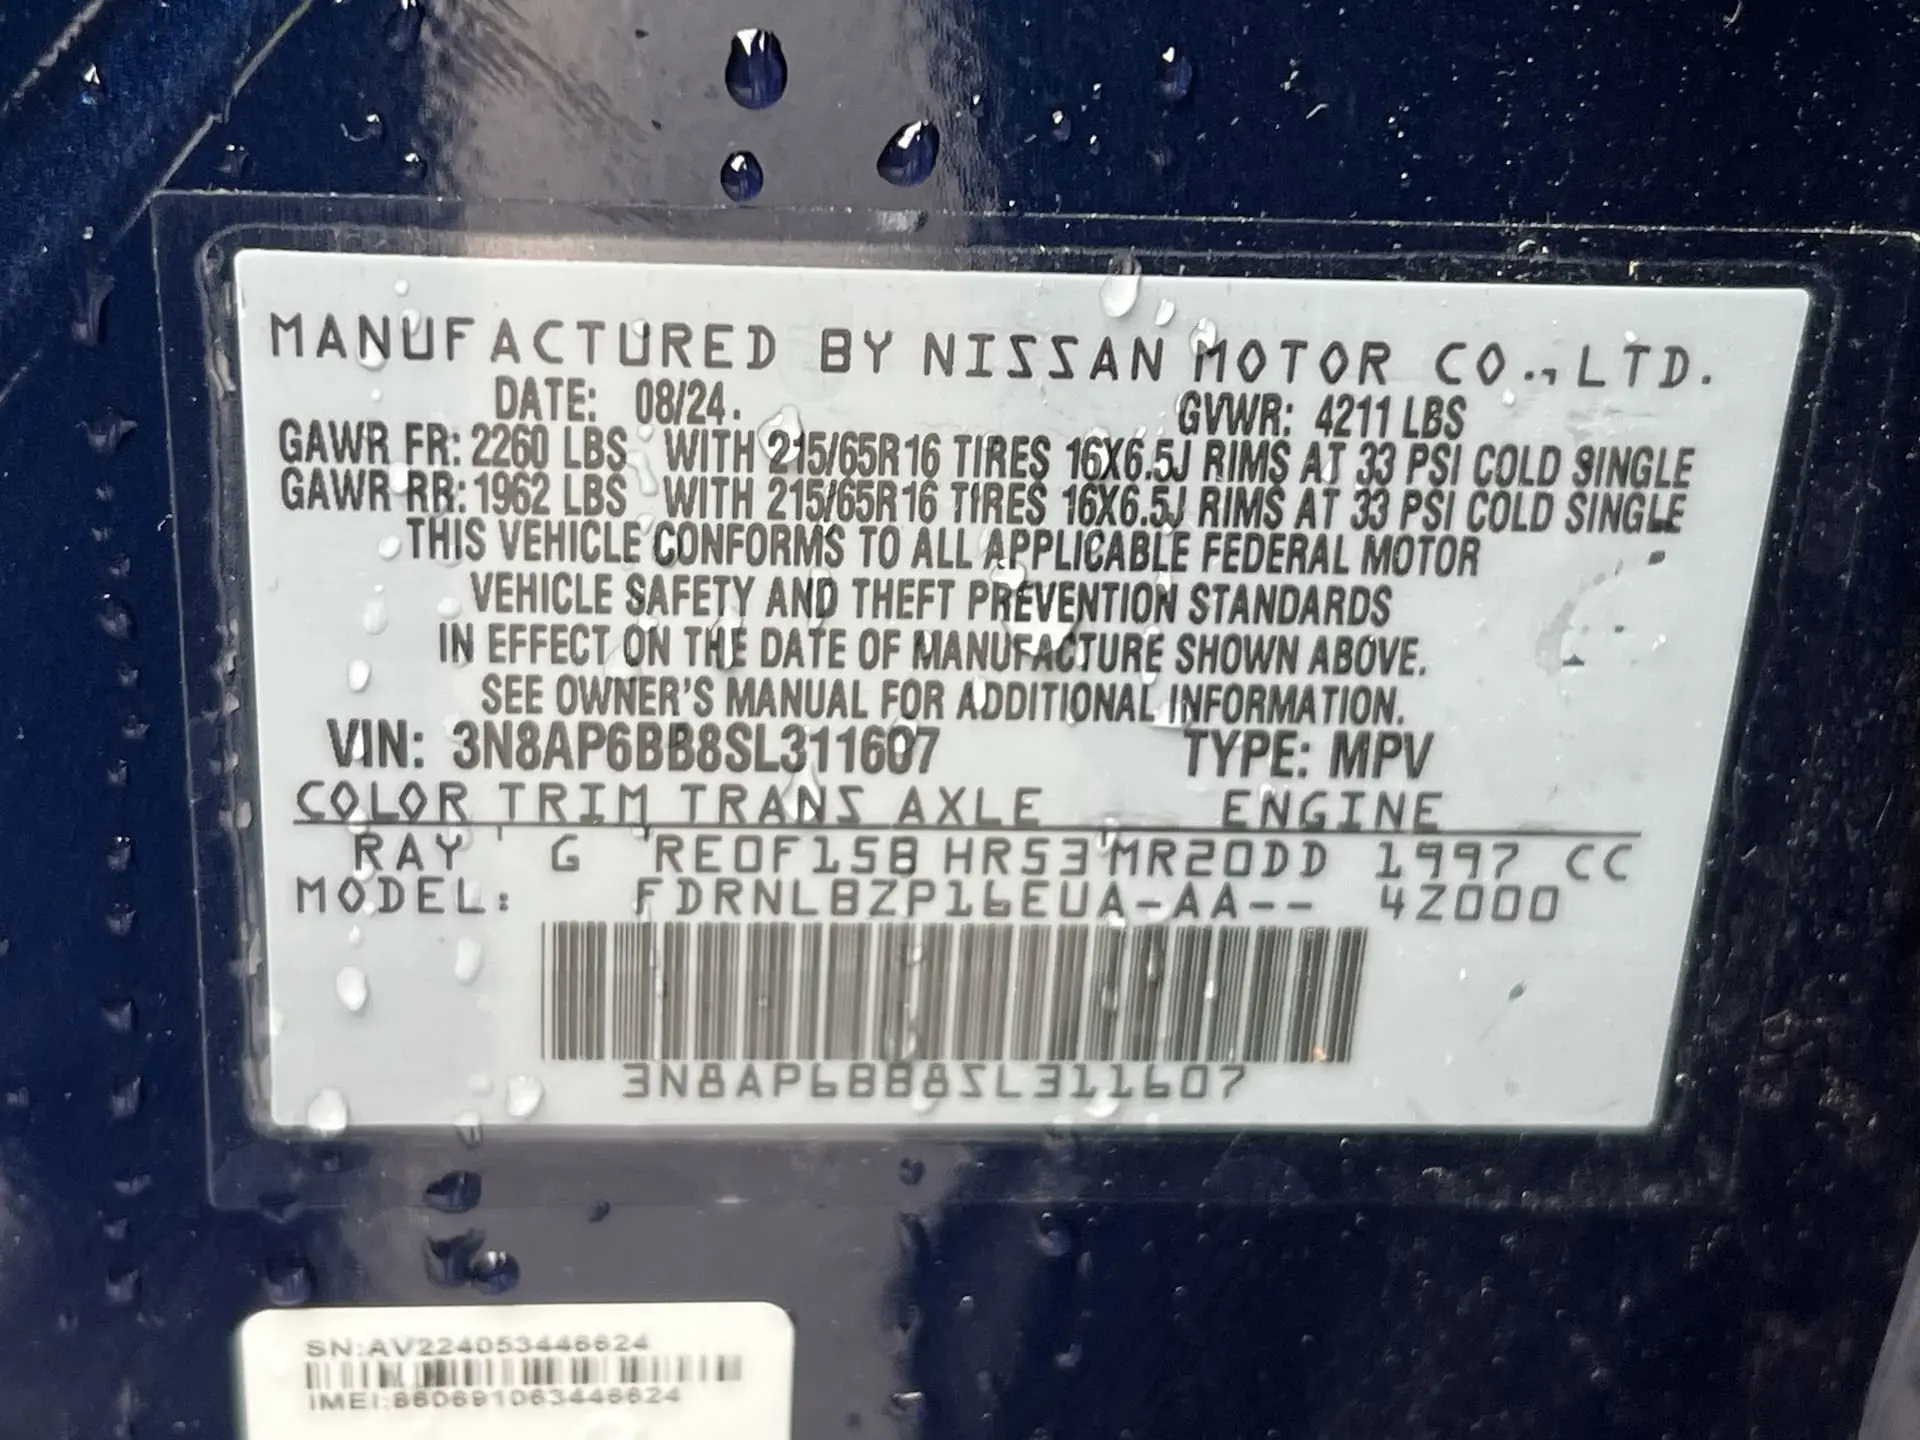 MANUFACTURED BY NISSAN MOTOR CO., LTD.
DATE: 08/24. GVWR: 4211 LBS
GAWR FR: 2260 LBS WITH 215/65R16 TIRES 16X6.5J RIMS AT 33 PSI COLD SINGLE
GAWR RR: 1962 LBS WITH 215/65R16 TIRES 16X6.5J RIMS AT 33 PSI COLD SINGLE
THIS VEHICLE CONFORMS TO ALL APPLICABLE FEDERAL MOTOR
VEHICLE SAFETY AND THEFT PREVENTION STANDARDS
IN EFFECT ON THE DATE OF MANUFACTURE SHOWN ABOVE.
SEE OWNER'S MANUAL FOR ADDITIONAL INFORMATION.
VIN: 3N8AP6BB8SL311607 TYPE: MPV
COLOR TRIM TRANS AXLE ENGINE
RAY G RE0F15B HR53 MR20DD 1997 CC
MODEL: FDRNLBZP16EUA-AA-- 4Z000
3N8AP6BB8SL311607
SN:AV224053446624
IMEI:860691063446624